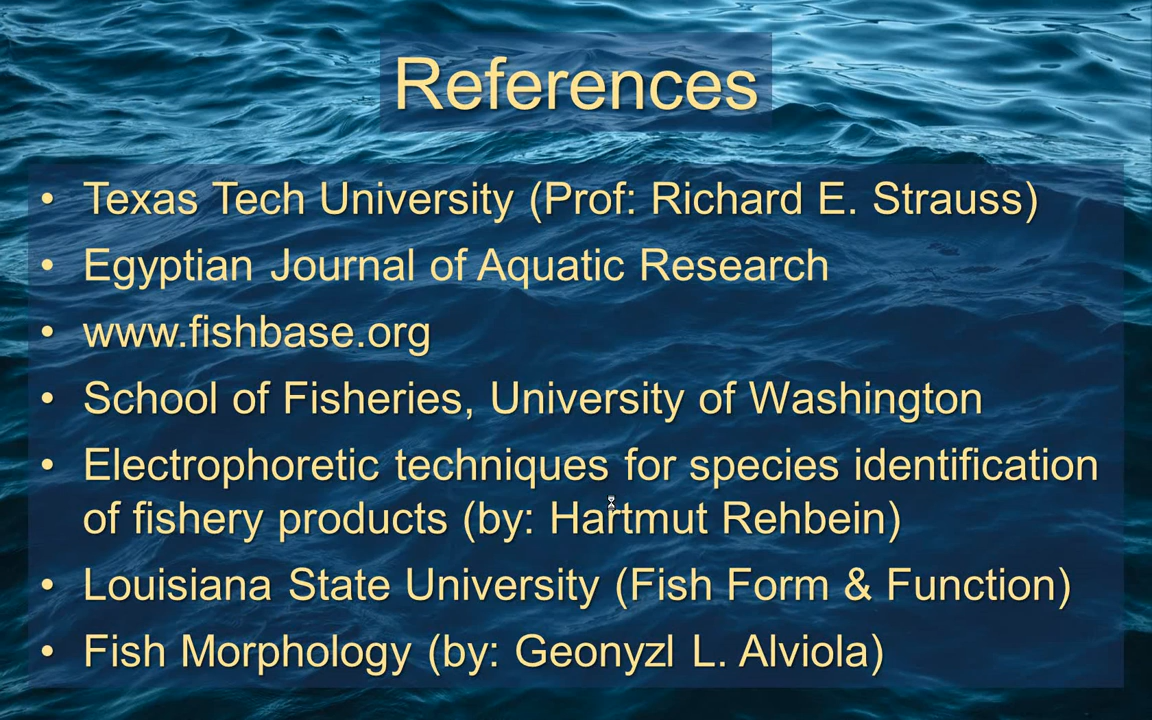 References
• Texas Tech University (Prof: Richard E. Strauss)
• Egyptian Journal of Aquatic Research
• www.fishbase.org
• School of Fisheries, University of Washington
• Electrophoretic techniques for species identification
of fishery products (by: Hartmut Rehbein)
• Louisiana State University (Fish Form & Function)
• Fish Morphology (by: Geonyzl L. Alviola)